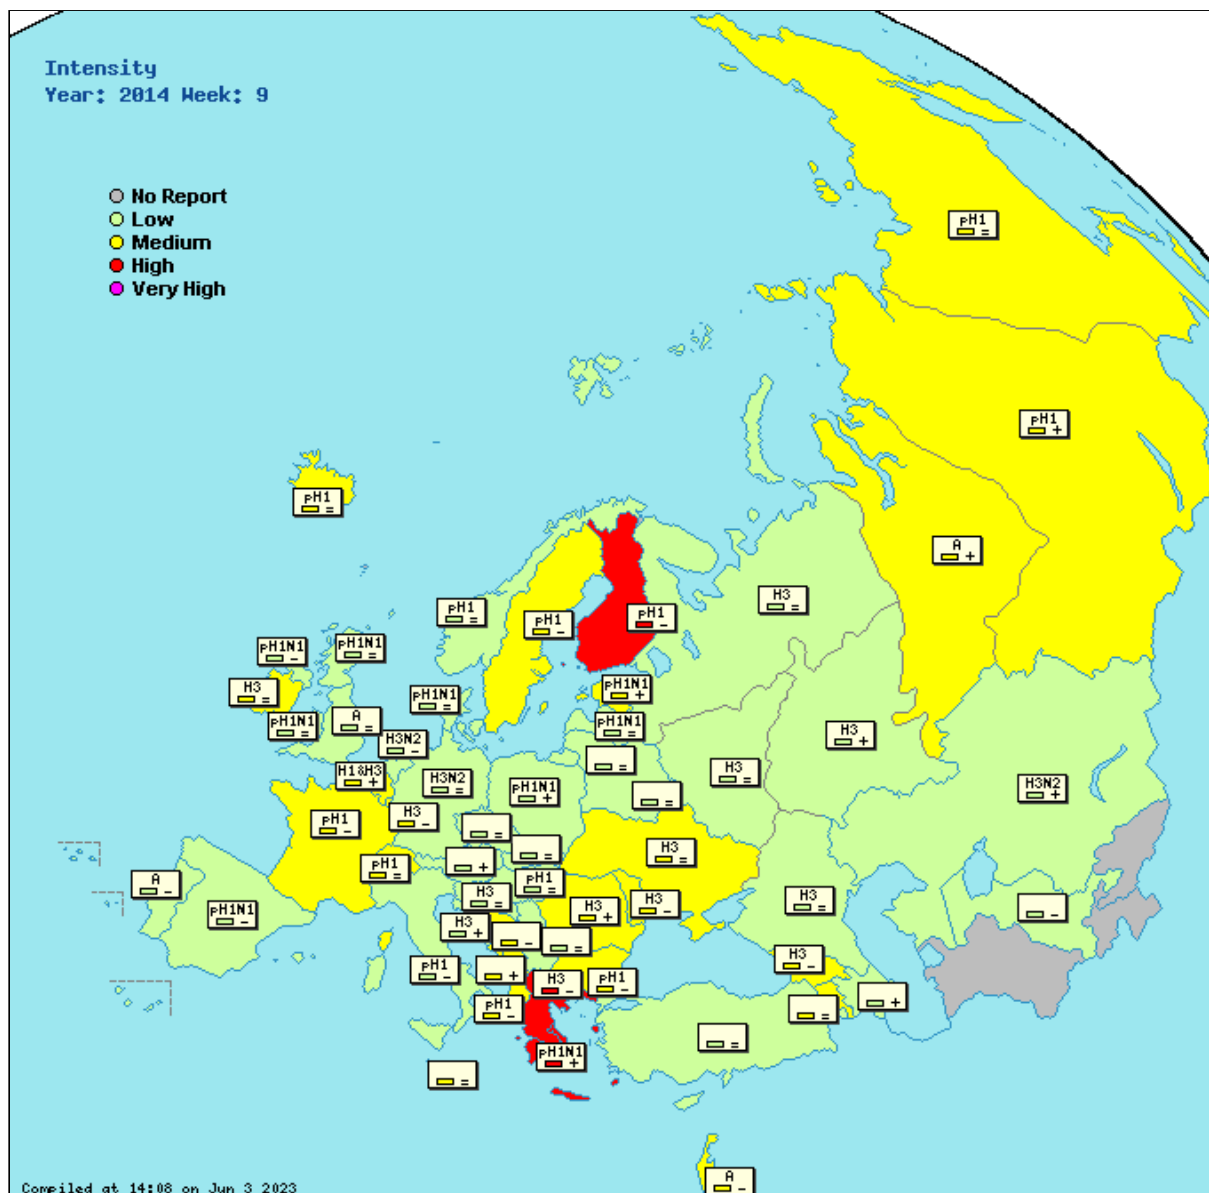 Intensity
Year: 2014 Week: 9
No Report
Low
Medium
High
Very High
pH1
=
pH1
+
pH1
=
A
+
H3
=
pH1
=
pH1
-
pH1
-
pH1N1
-
pH1N1
=
H3
=
pH1N1
+
pH1N1
=
pH1N1
=
A
=
pH1N1
=
H3N2
-
H3
+
=
H3
=
H1&H3
+
H3N2
=
pH1N1
+
=
H3N2
+
pH1
-
H3
-
=
=
H3
=
pH1
=
+
pH1
=
A
-
H3
=
H3
=
-
pH1N1
-
H3
+
H3
-
H3
+
-
=
pH1
-
+
H3
-
pH1
-
H3
-
+
pH1
-
=
=
pH1N1
+
=
A
-
Compiled at 14:08 on Jun 3 2023